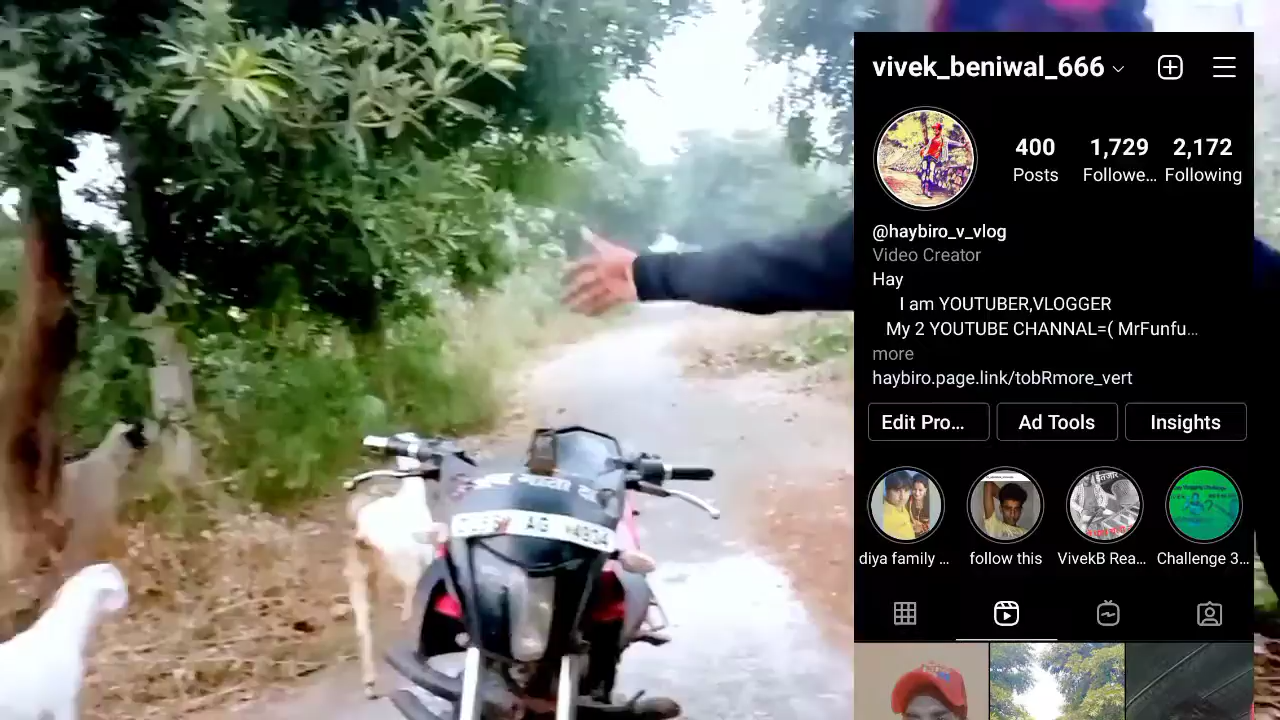 vivek_beniwal_666
400
Posts
1,729
Followe...
2,172
Following
@haybiro_v_vlog
Video Creator
Hay
I am YOUTUBER,VLOGGER
My 2 YOUTUBE CHANNAL=( MrFunfu...
more
haybiro.page.link/tobRmore_vert
Edit Pro...
Ad Tools
Insights
diya family ...
follow this
VivekB Rea...
Challenge 3...
AG 4904